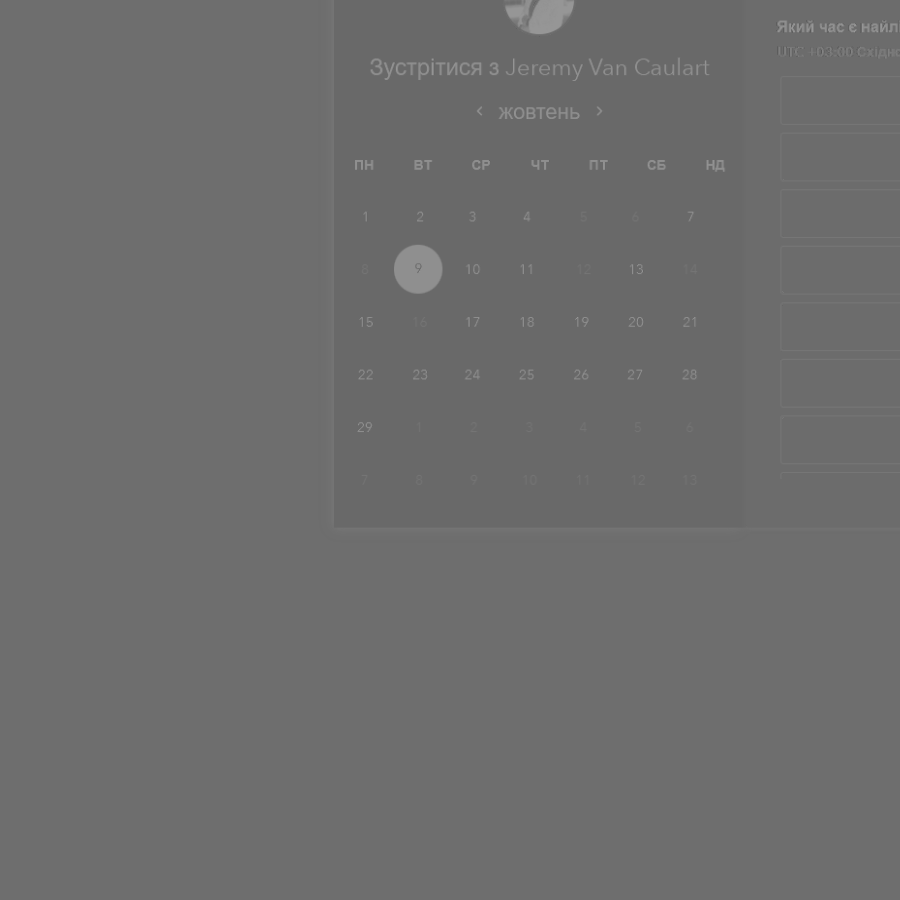 Зустрітися з Jeremy Van Caulart
‹ жовтень ›
ПН ВТ СР ЧТ ПТ СБ НД
1 2 3 4 5 6 7
8 9 10 11 12 13 14
15 16 17 18 19 20 21
22 23 24 25 26 27 28
29 1 2 3 4 5 6
7 8 9 10 11 12 13
Який час є найл
UTC +03:00 Східно